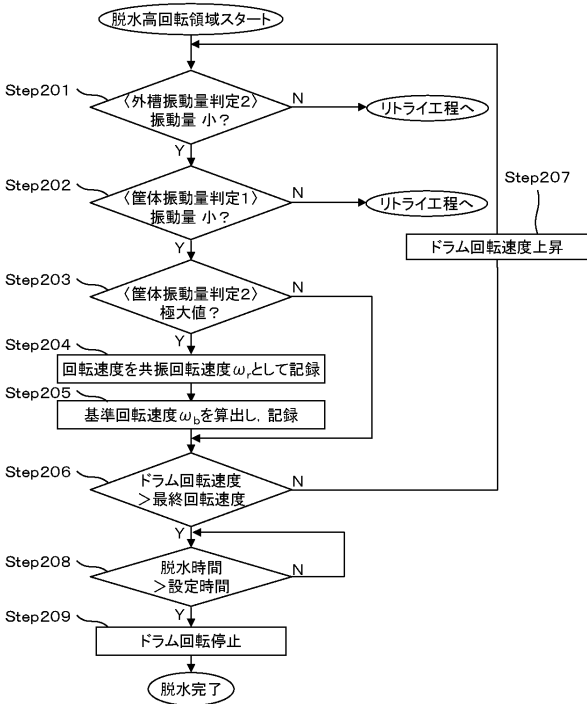 脱水高回転領域スタート
Step201
〈外槽振動量判定2〉
振動量 小？
N
リトライ工程へ
Y
Step202
〈筐体振動量判定1〉
振動量 小？
N
リトライ工程へ
Y
Step207
ドラム回転速度上昇
Step203
〈筐体振動量判定2〉
極大値？
N
Y
Step204
回転速度を共振回転速度ωrとして記録
Step205
基準回転速度ωbを算出し，記録
Step206
ドラム回転速度
＞最終回転速度
N
Y
Step208
脱水時間
＞設定時間
N
Y
Step209
ドラム回転停止
脱水完了